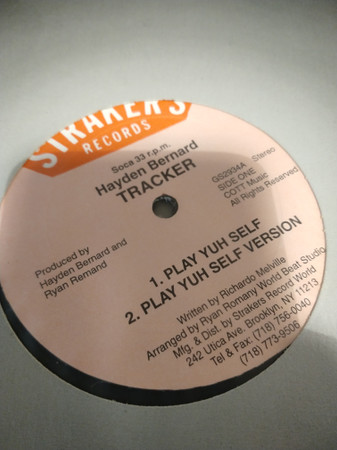 STRAKER'S
RECORDS
Soca 33 r.p.m.
Hayden Bernard
TRACKER
GS2934A Stereo
SIDE ONE
COTT Music
All Rights Reserved
Produced by
Hayden Bernard and
Ryan Remand
1. PLAY YUH SELF
2. PLAY YUH SELF VERSION
Written by Richardo Melville
Arranged by Ryan Romany World Beat Studio
Mfg. & Dist. by Strakers Record World
242 Utica Ave. Brooklyn, NY 11213
Tel & Fax: (718) 756-0040
(718) 773-9506